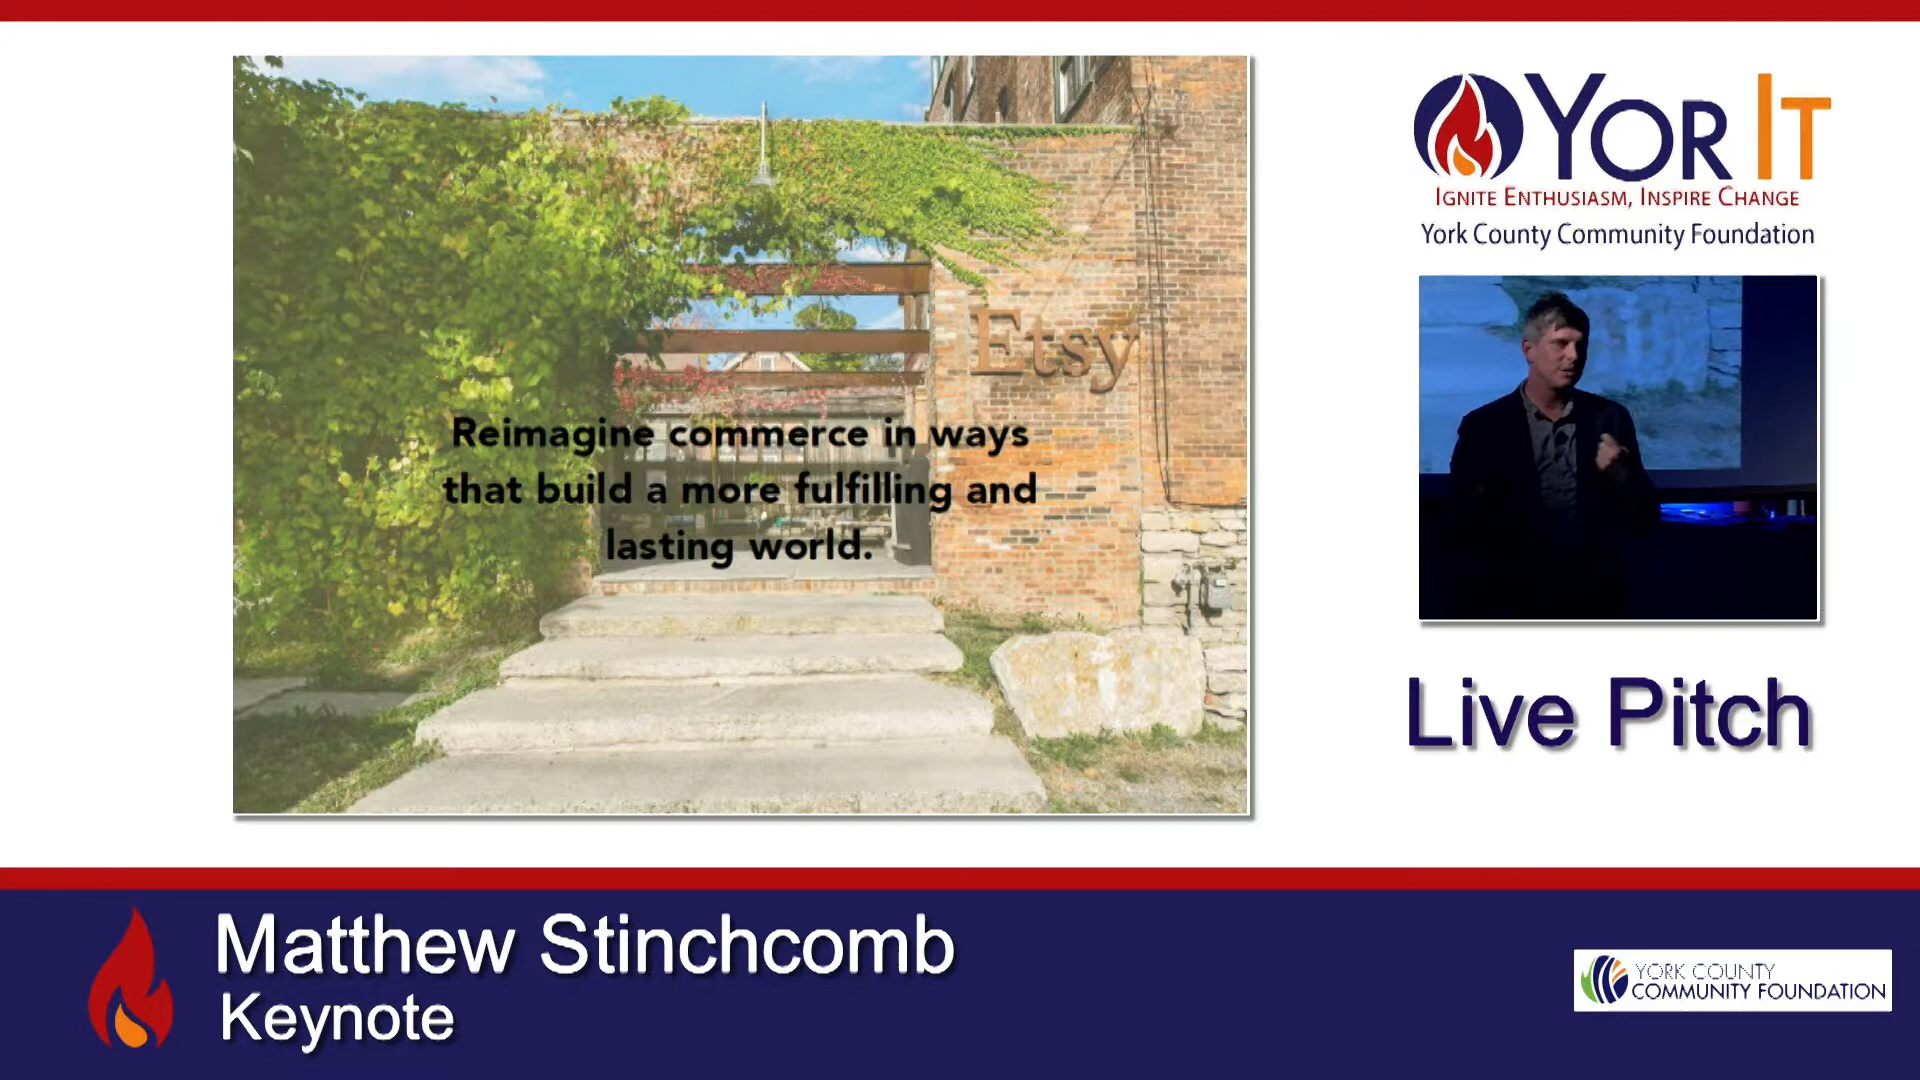 Etsy
Reimagine commerce in ways
that build a more fulfilling and
lasting world.
YOR IT
IGNITE ENTHUSIASM, INSPIRE CHANGE
York County Community Foundation
Live Pitch
Matthew Stinchcomb
Keynote
YORK COUNTY
COMMUNITY FOUNDATION